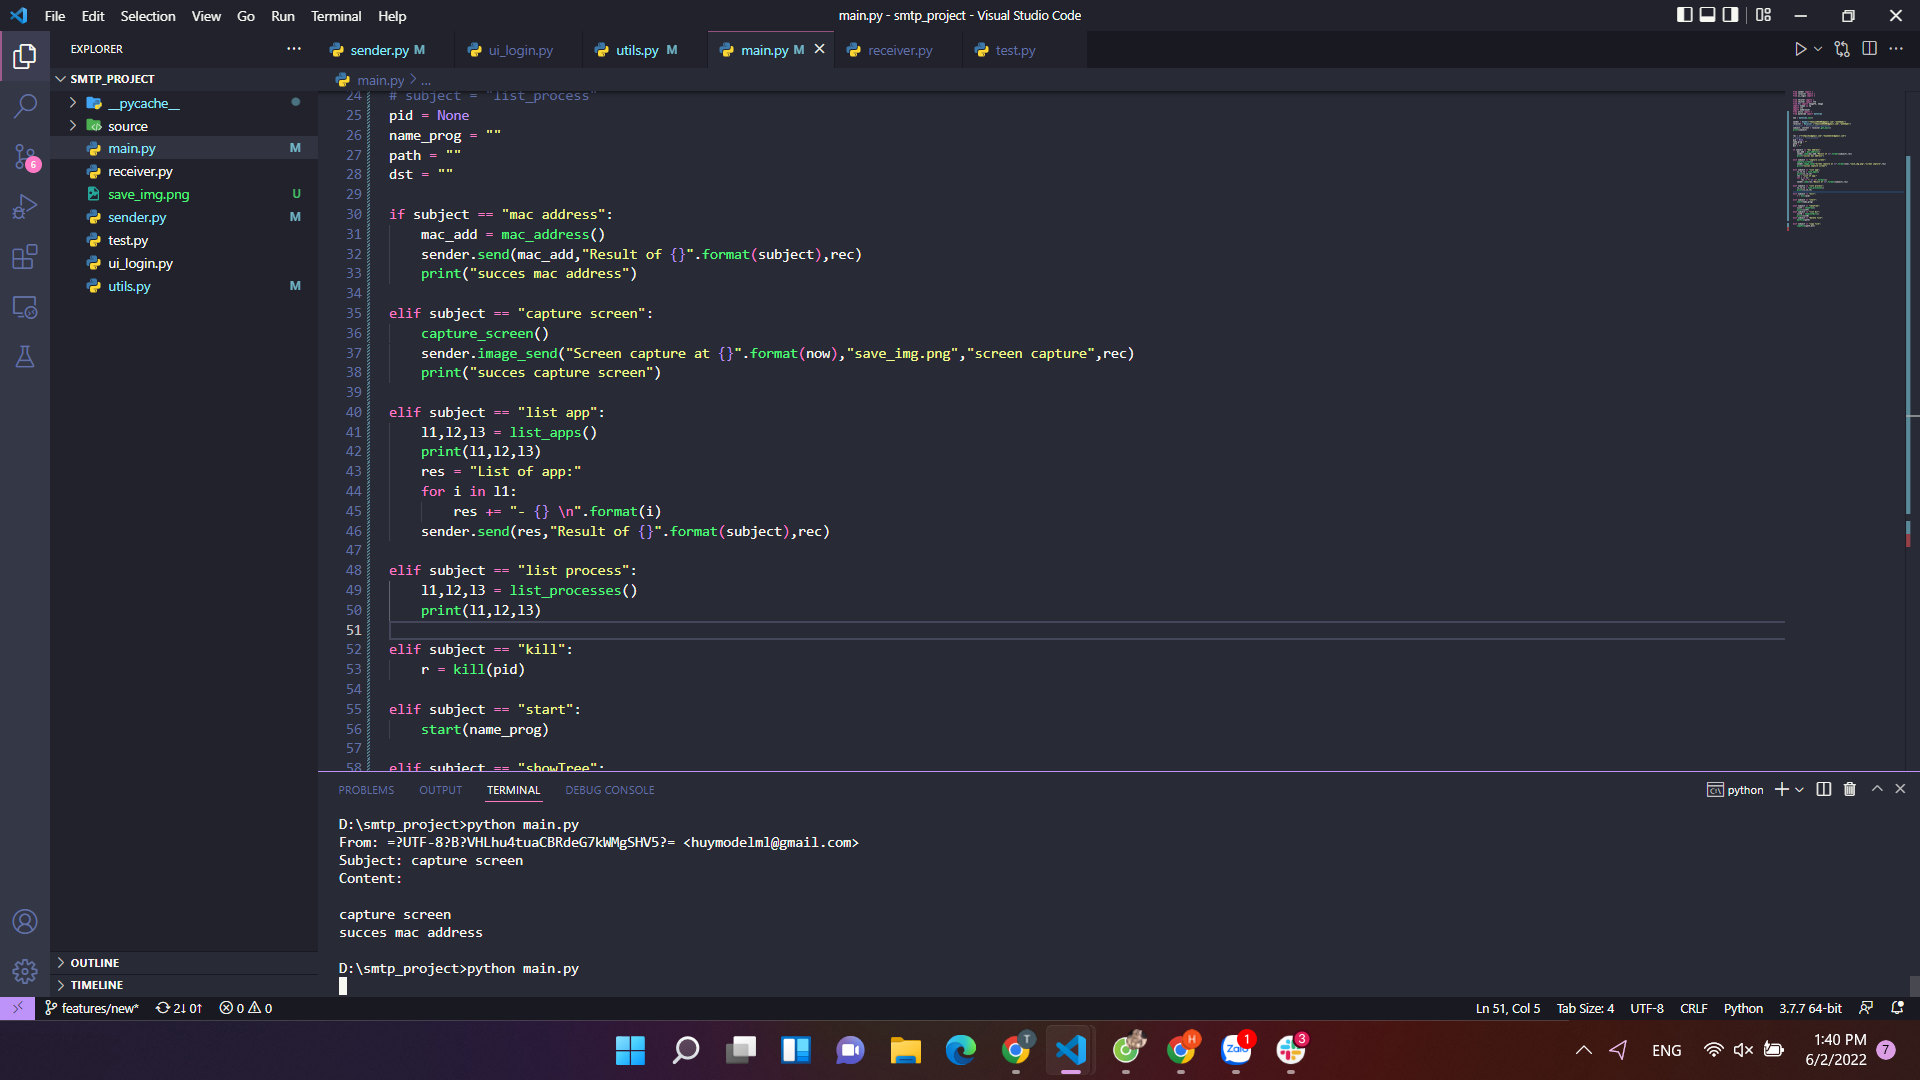 File Edit Selection View Go Run Terminal Help
main.py - smtp_project - Visual Studio Code
EXPLORER
SMTP_PROJECT
__pycache__
source
main.py M
receiver.py
save_img.png U
sender.py M
test.py
ui_login.py
utils.py M
OUTLINE
TIMELINE
6
sender.py M ui_login.py utils.py M main.py M receiver.py test.py
main.py > ...
24 # subject = "list_process"
25 pid = None
26 name_prog = ""
27 path = ""
28 dst = ""
29
30 if subject == "mac address":
31 mac_add = mac_address()
32 sender.send(mac_add,"Result of {}".format(subject),rec)
33 print("succes mac address")
34
35 elif subject == "capture screen":
36 capture_screen()
37 sender.image_send("Screen capture at {}".format(now),"save_img.png","screen capture",rec)
38 print("succes capture screen")
39
40 elif subject == "list app":
41 l1,l2,l3 = list_apps()
42 print(l1,l2,l3)
43 res = "List of app:"
44 for i in l1:
45 res += "- {} \n".format(i)
46 sender.send(res,"Result of {}".format(subject),rec)
47
48 elif subject == "list process":
49 l1,l2,l3 = list_processes()
50 print(l1,l2,l3)
51
52 elif subject == "kill":
53 r = kill(pid)
54
55 elif subject == "start":
56 start(name_prog)
57
58 elif subject == "showTree":
PROBLEMS OUTPUT TERMINAL DEBUG CONSOLE
python
D:\smtp_project>python main.py
From: =?UTF-8?B?VHLhu4tuaCBRdeG7kWMgSHV5?= <huymodelml@gmail.com>
Subject: capture screen
Content:
capture screen
succes mac address
D:\smtp_project>python main.py
features/new* 2↓ 0↑ 0 0
Ln 51, Col 5 Tab Size: 4 UTF-8 CRLF Python 3.7.7 64-bit
T H Zalo 1 3
ENG
1:40 PM
6/2/2022
7